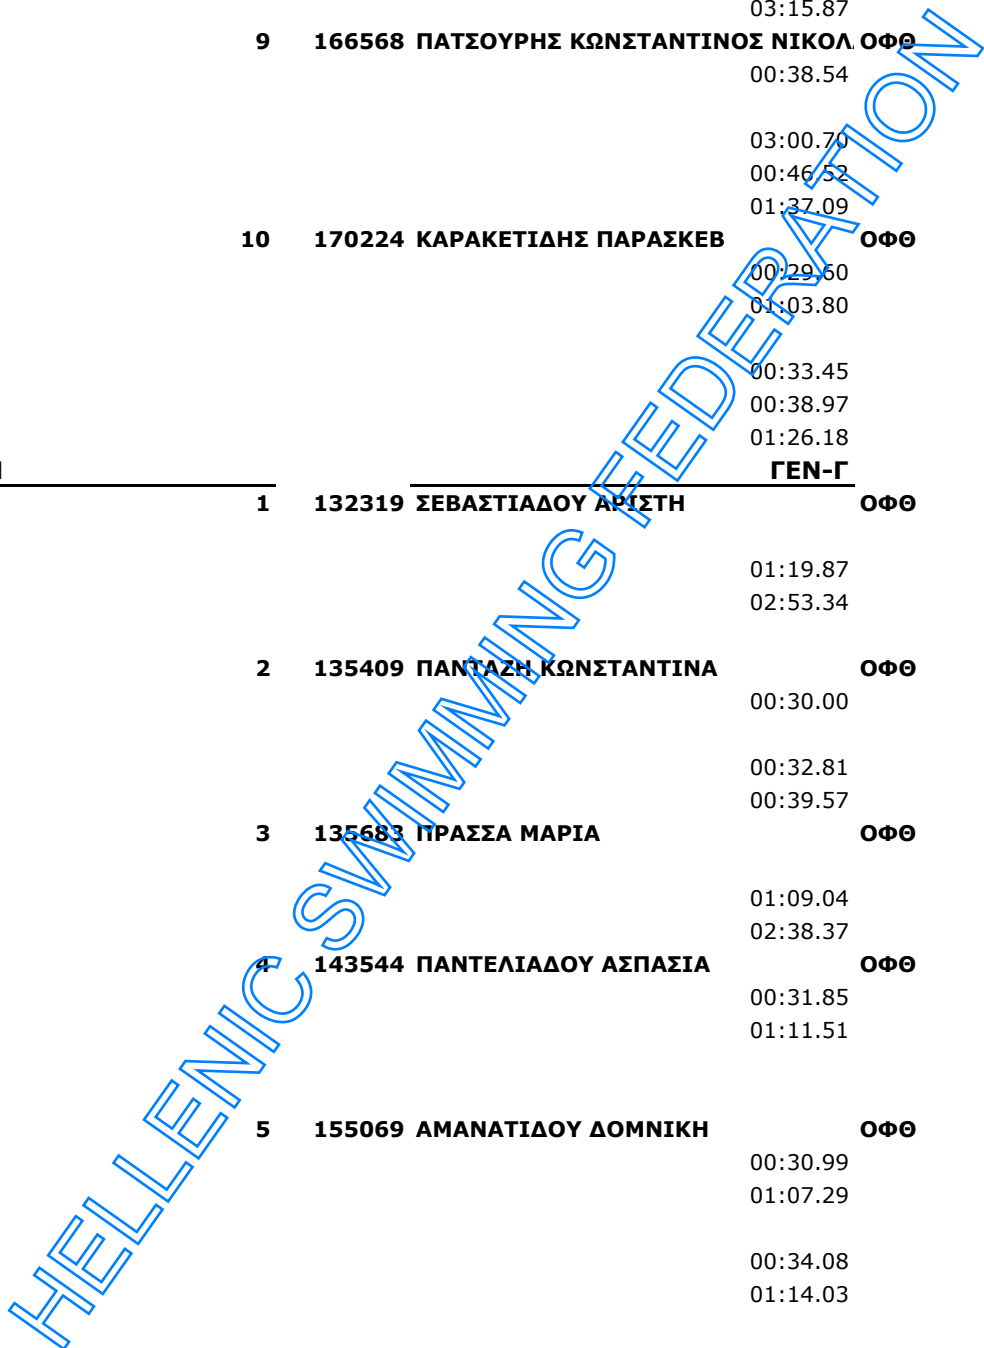 03:15.87
9 166568 ΠΑΤΣΟΥΡΗΣ ΚΩΝΣΤΑΝΤΙΝΟΣ ΝΙΚΟΛ ΟΦΘ
00:38.54
03:00.70
00:46.52
01:37.09
10 170224 ΚΑΡΑΚΕΤΙΔΗΣ ΠΑΡΑΣΚΕΒ ΟΦΘ
00:29.60
01:03.80
00:33.45
00:38.97
01:26.18
ΓΕΝ-Γ
1 132319 ΣΕΒΑΣΤΙΑΔΟΥ ΑΡΙΣΤΗ ΟΦΘ
01:19.87
02:53.34
2 135409 ΠΑΝΤΑΖΗ ΚΩΝΣΤΑΝΤΙΝΑ ΟΦΘ
00:30.00
00:32.81
00:39.57
3 135683 ΠΡΑΣΣΑ ΜΑΡΙΑ ΟΦΘ
01:09.04
02:38.37
4 143544 ΠΑΝΤΕΛΙΑΔΟΥ ΑΣΠΑΣΙΑ ΟΦΘ
00:31.85
01:11.51
5 155069 ΑΜΑΝΑΤΙΔΟΥ ΔΟΜΝΙΚΗ ΟΦΘ
00:30.99
01:07.29
00:34.08
01:14.03
HELLENIC SWIMMING FEDERATION